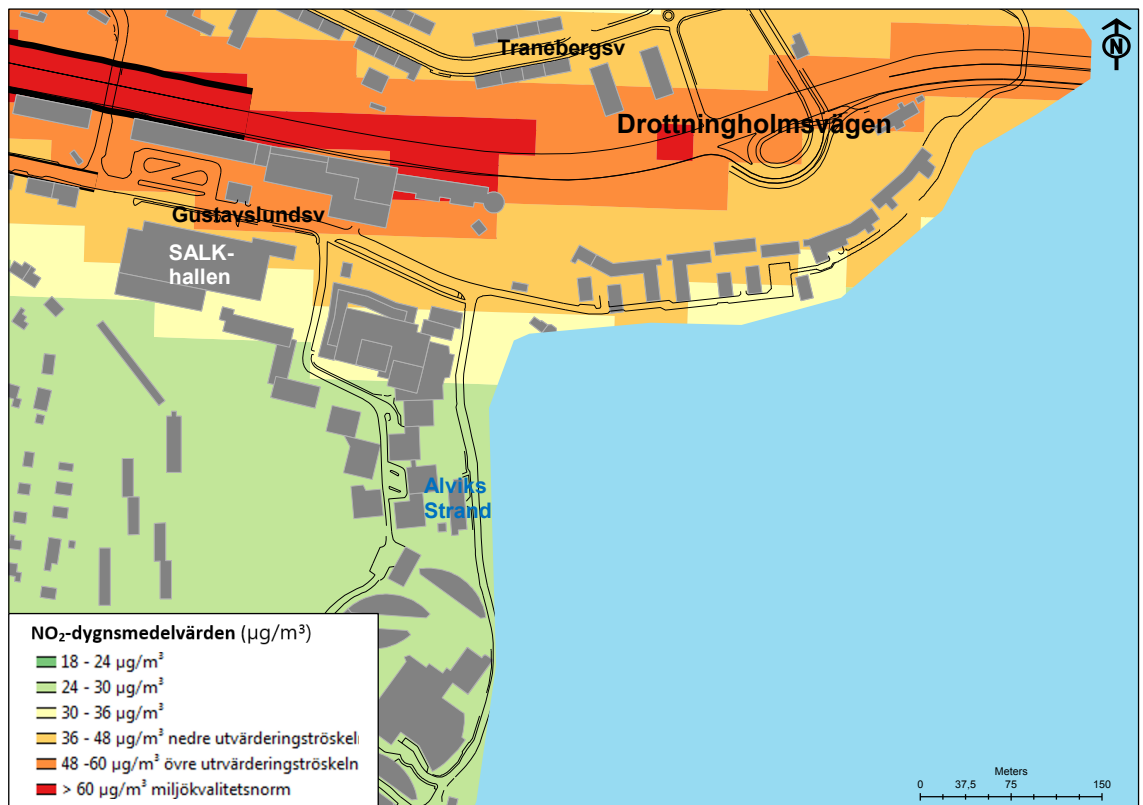 Tranebergsv
N
Drottningholmsvägen
Gustavslundsv
SALK-
hallen
Alviks
Strand
NO₂-dygnsmedelvärden (µg/m³)
18 - 24 µg/m³
24 - 30 µg/m³
30 - 36 µg/m³
36 - 48 µg/m³ nedre utvärderingströskeln
48 -60 µg/m³ övre utrvärderingströskeln
> 60 µg/m³ miljökvalitetsnorm
Meters
0 37,5 75 150